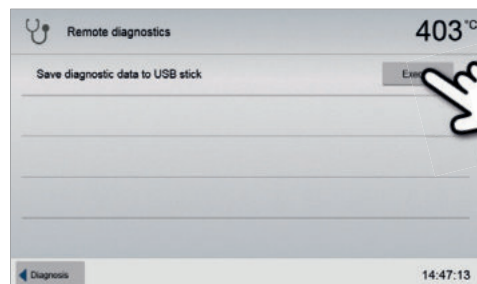 Remote diagnostics 403°C
Save diagnostic data to USB stick
Diagnosis 14:47:13